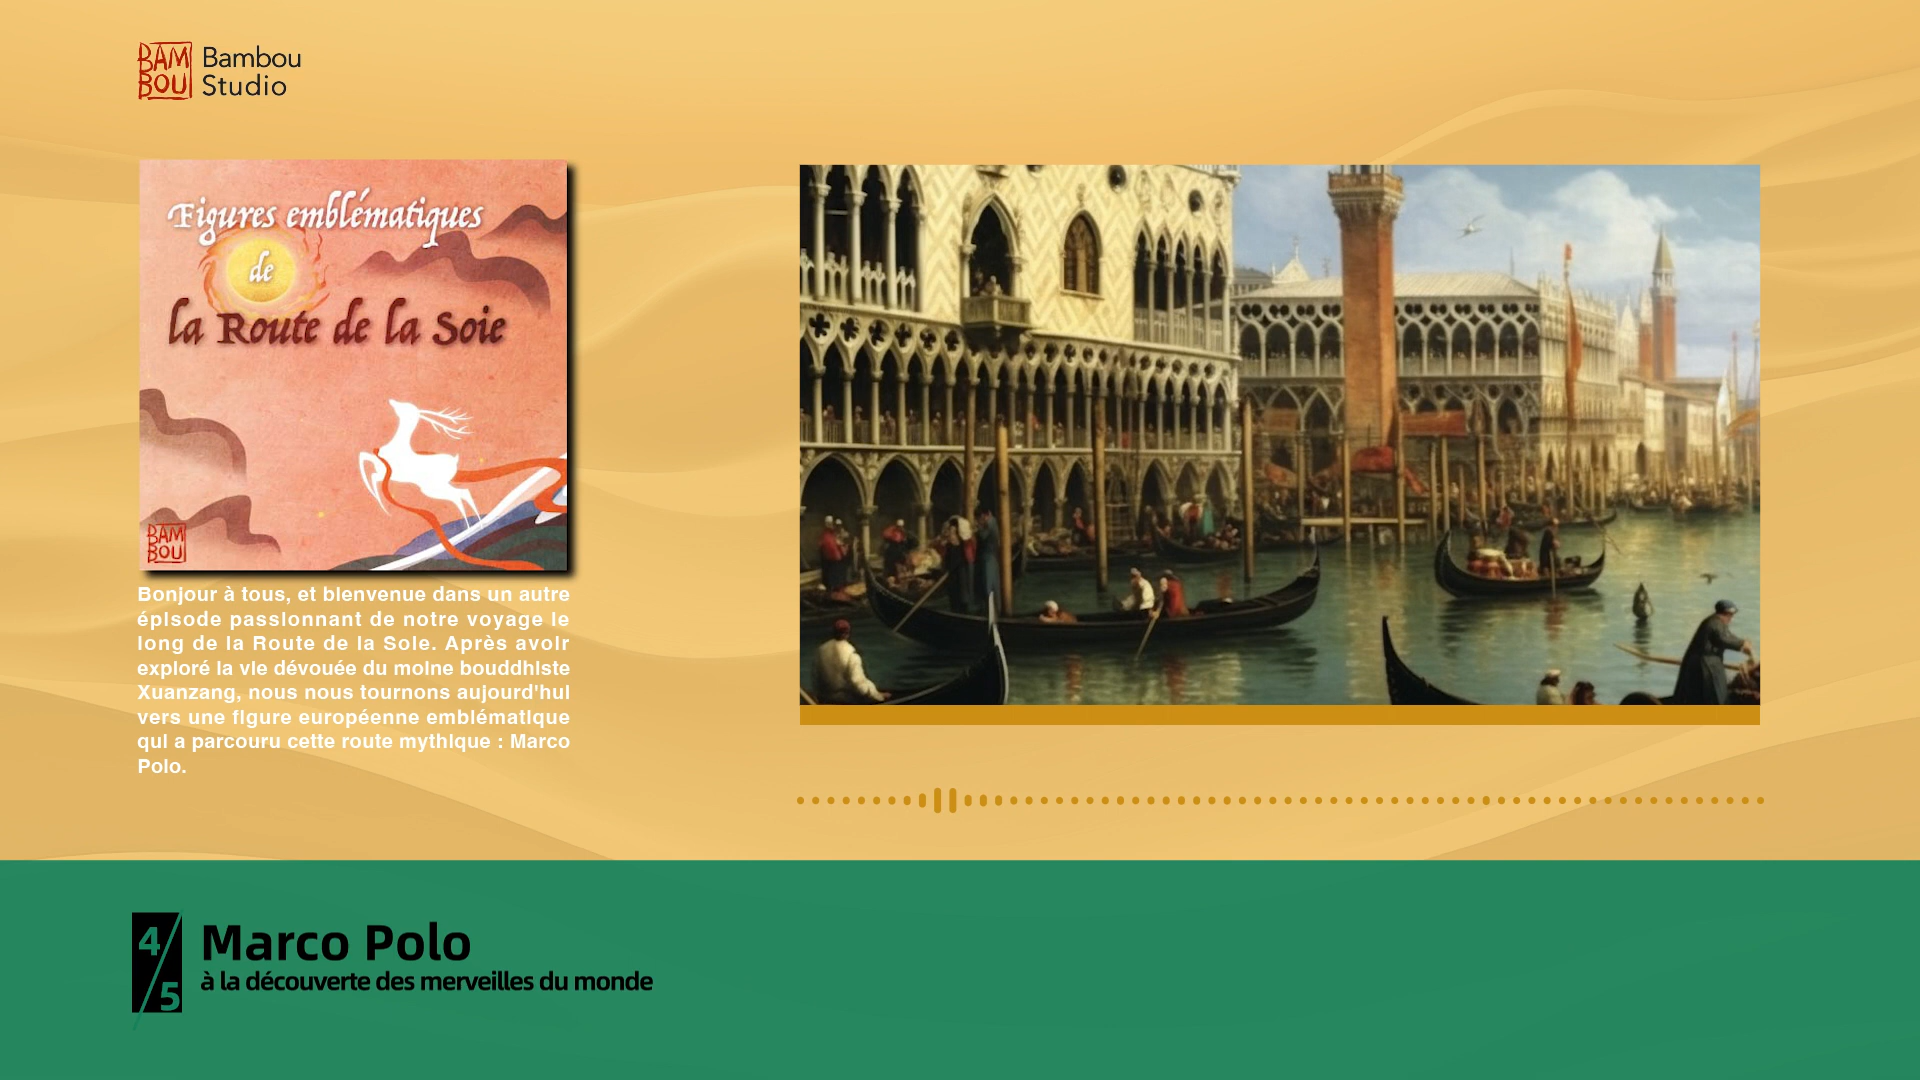 BAM
BOU
Bambou
Studio
Figures emblématiques
de
la Route de la Soie
BAM
BOU
Bonjour à tous, et bienvenue dans un autre
épisode passionnant de notre voyage le
long de la Route de la Soie. Après avoir
exploré la vie dévouée du moine bouddhiste
Xuanzang, nous nous tournons aujourd'hui
vers une figure européenne emblématique
qui a parcouru cette route mythique : Marco
Polo.
4/5
Marco Polo
à la découverte des merveilles du monde